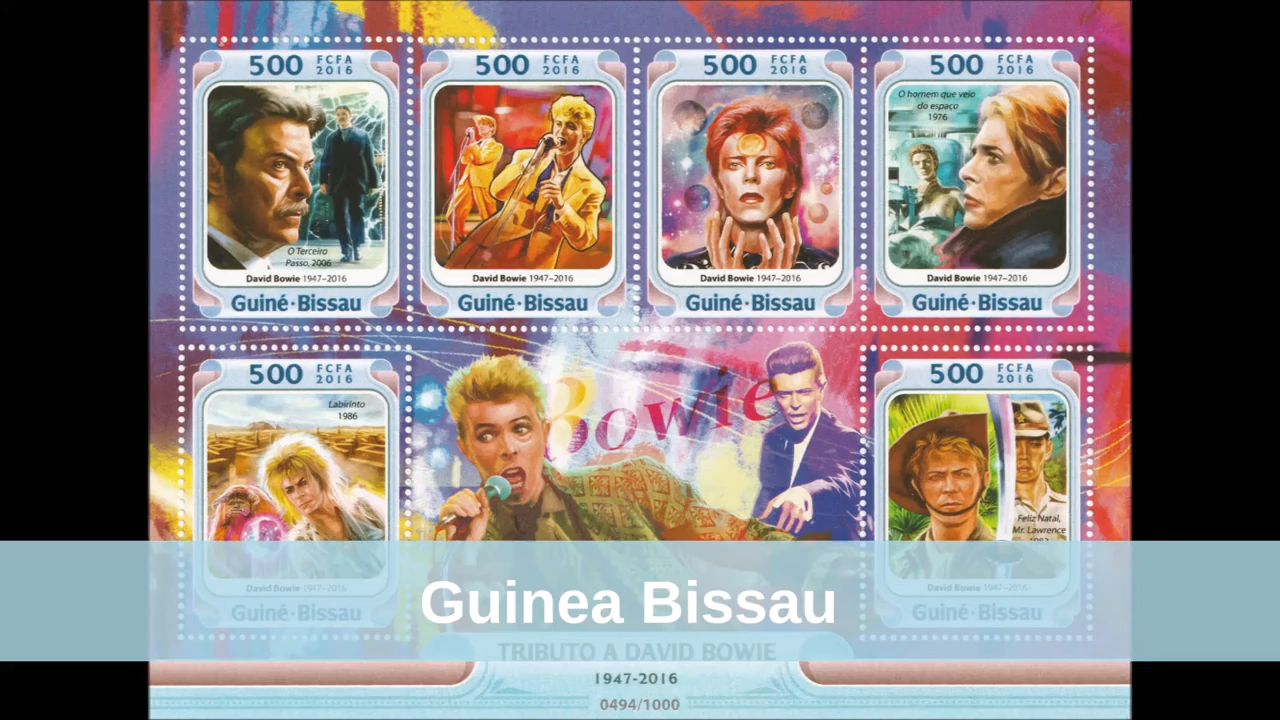 500 FCFA
2016
500 FCFA
2016
500 FCFA
2016
500 FCFA
2016
O Terceiro
Passo, 2006
O homem que veio
do espaço
1976
David Bowie 1947–2016
David Bowie 1947–2016
David Bowie 1947–2016
David Bowie 1947–2016
Guiné·Bissau
Guiné·Bissau
Guiné·Bissau
Guiné·Bissau
500 FCFA
2016
500 FCFA
2016
Labirinto
1986
Bowie
Feliz Natal,
Mr. Lawrence
David Bowie 1947–2016
David Bowie 1947–2016
Guiné·Bissau
Guiné·Bissau
Guinea Bissau
TRIBUTO A DAVID BOWIE
1947-2016
0494/1000